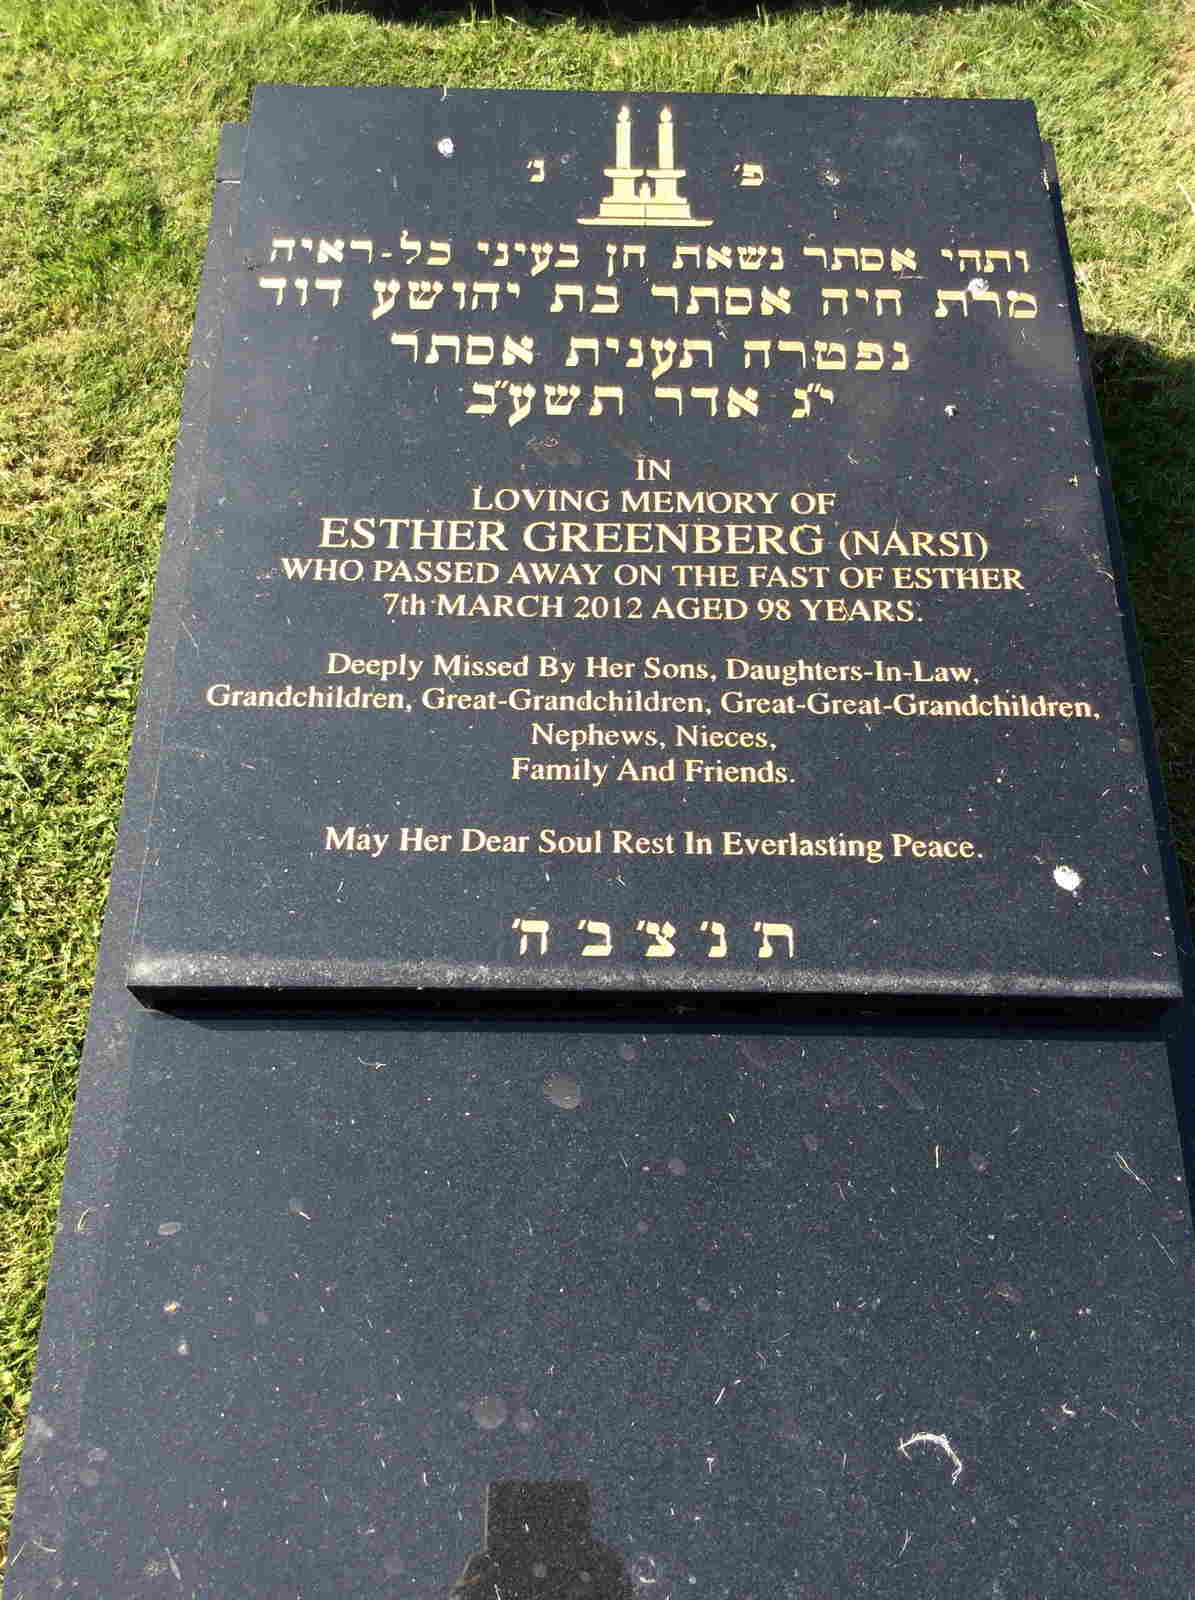 פ׳ נ׳
ותהי אסתר נשאת חן בעיני כל-ראיה
מרת חיה אסתר בת יהושע דוד
נפטרה תענית אסתר
י"ג אדר תשע"ב
IN
LOVING MEMORY OF
ESTHER GREENBERG (NARSI)
WHO PASSED AWAY ON THE FAST OF ESTHER
7th MARCH 2012 AGED 98 YEARS.
Deeply Missed By Her Sons, Daughters-In-Law,
Grandchildren, Great-Grandchildren, Great-Great-Grandchildren,
Nephews, Nieces,
Family And Friends.
May Her Dear Soul Rest In Everlasting Peace.
ת׳ נ׳ צ׳ ב׳ ה׳